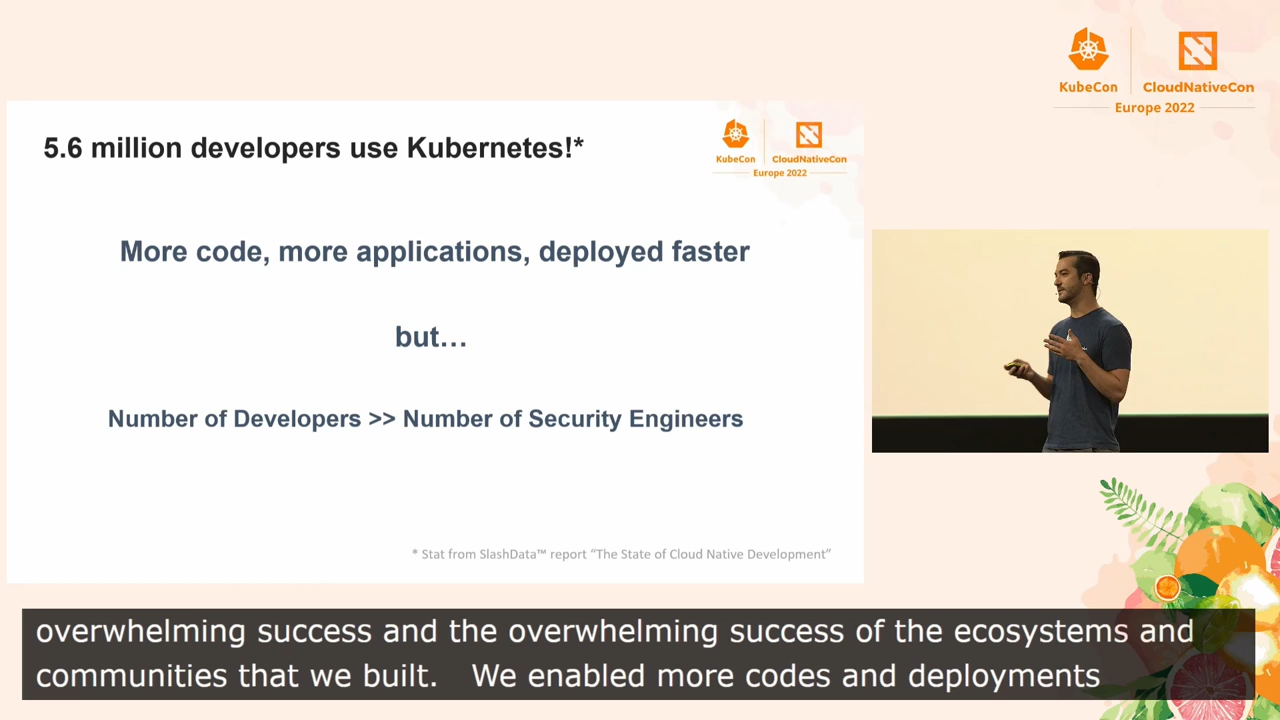 KubeCon
CloudNativeCon
Europe 2022
5.6 million developers use Kubernetes!*
KubeCon
CloudNativeCon
Europe 2022
More code, more applications, deployed faster
but…
Number of Developers >> Number of Security Engineers
* Stat from SlashData™ report “The State of Cloud Native Development”
overwhelming success and the overwhelming success of the ecosystems and
communities that we built. We enabled more codes and deployments